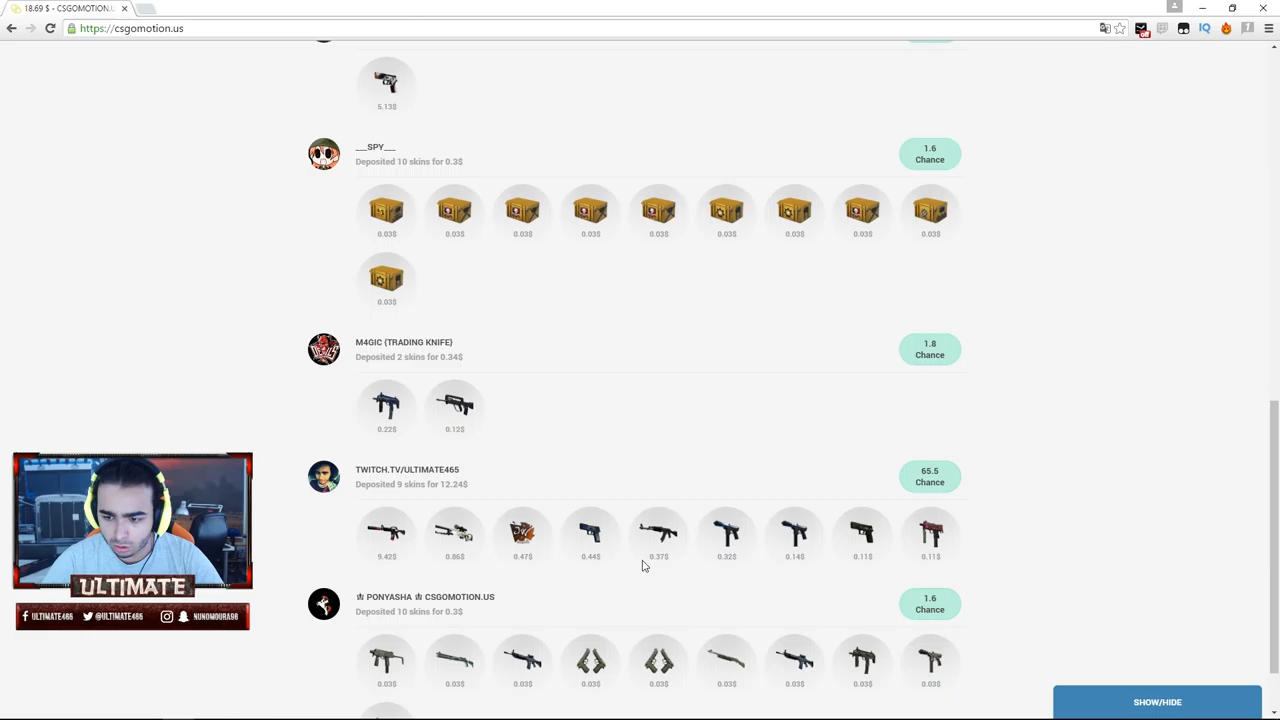 18.69 $ - CSGOMOTION.US
https://csgomotion.us
5.13$
___SPY___
Deposited 10 skins for 0.3$
1.6
Chance
0.03$ 0.03$ 0.03$ 0.03$ 0.03$ 0.03$ 0.03$ 0.03$ 0.03$
0.03$
M4GIC {TRADING KNIFE}
Deposited 2 skins for 0.34$
1.8
Chance
0.22$ 0.12$
TWITCH.TV/ULTIMATE465
Deposited 9 skins for 12.24$
65.5
Chance
9.42$ 0.86$ 0.47$ 0.44$ 0.37$ 0.32$ 0.14$ 0.11$ 0.11$
♔ PONYASHA ♔ CSGOMOTION.US
Deposited 10 skins for 0.3$
1.6
Chance
0.03$ 0.03$ 0.03$ 0.03$ 0.03$ 0.03$ 0.03$ 0.03$ 0.03$
SHOW/HIDE
ULTIMATE
ULTIMATE465 @ULTIMATE465 NUNOMOURA96
off
IQ